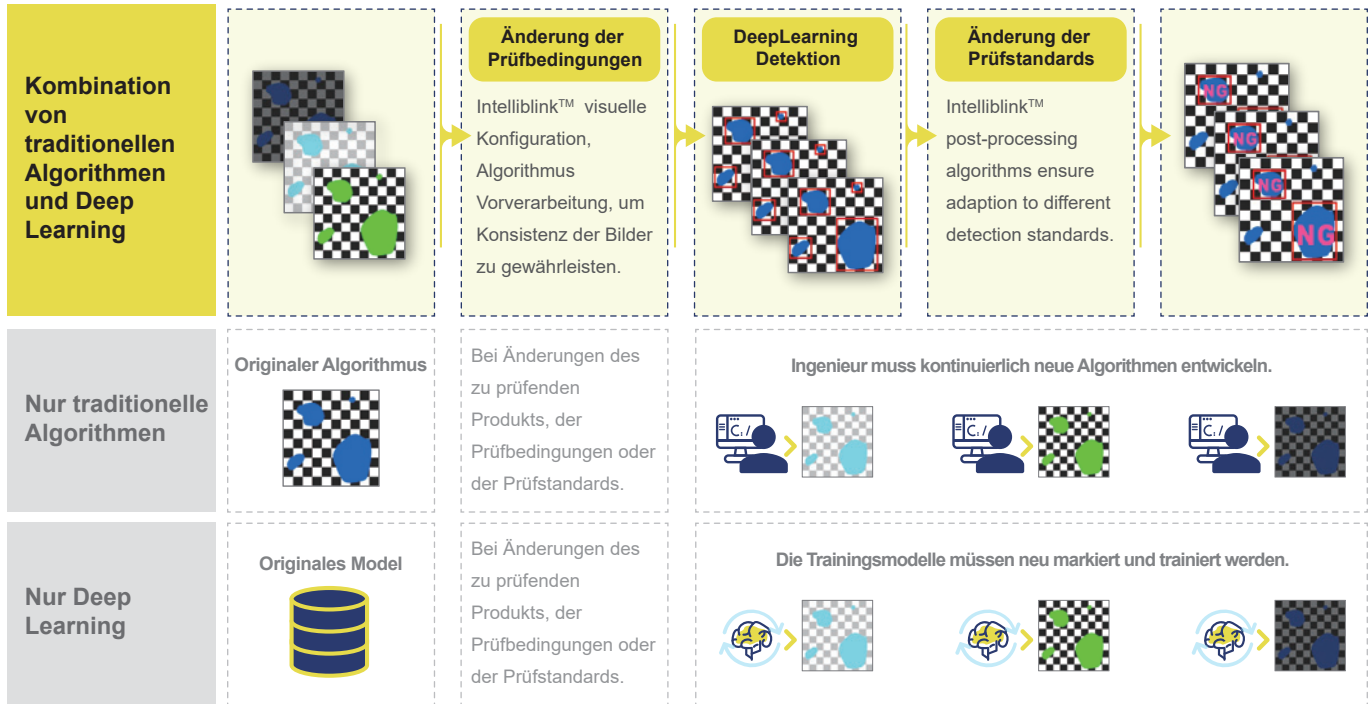 Kombination
von
traditionellen
Algorithmen
und Deep
Learning
Änderung der
Prüfbedingungen
Intelliblink™ visuelle
Konfiguration,
Algorithmus
Vorverarbeitung, um
Konsistenz der Bilder
zu gewährleisten.
DeepLearning
Detektion
Änderung der
Prüfstandards
Intelliblink™
post-processing
algorithms ensure
adaption to different
detection standards.
NG
NG
NG
NG
Nur traditionelle
Algorithmen
Originaler Algorithmus
Bei Änderungen des
zu prüfenden
Produkts, der
Prüfbedingungen oder
der Prüfstandards.
Ingenieur muss kontinuierlich neue Algorithmen entwickeln.
C:/
C:/
C:/
Nur Deep
Learning
Originales Model
Bei Änderungen des
zu prüfenden
Produkts, der
Prüfbedingungen oder
der Prüfstandards.
Die Trainingsmodelle müssen neu markiert und trainiert werden.